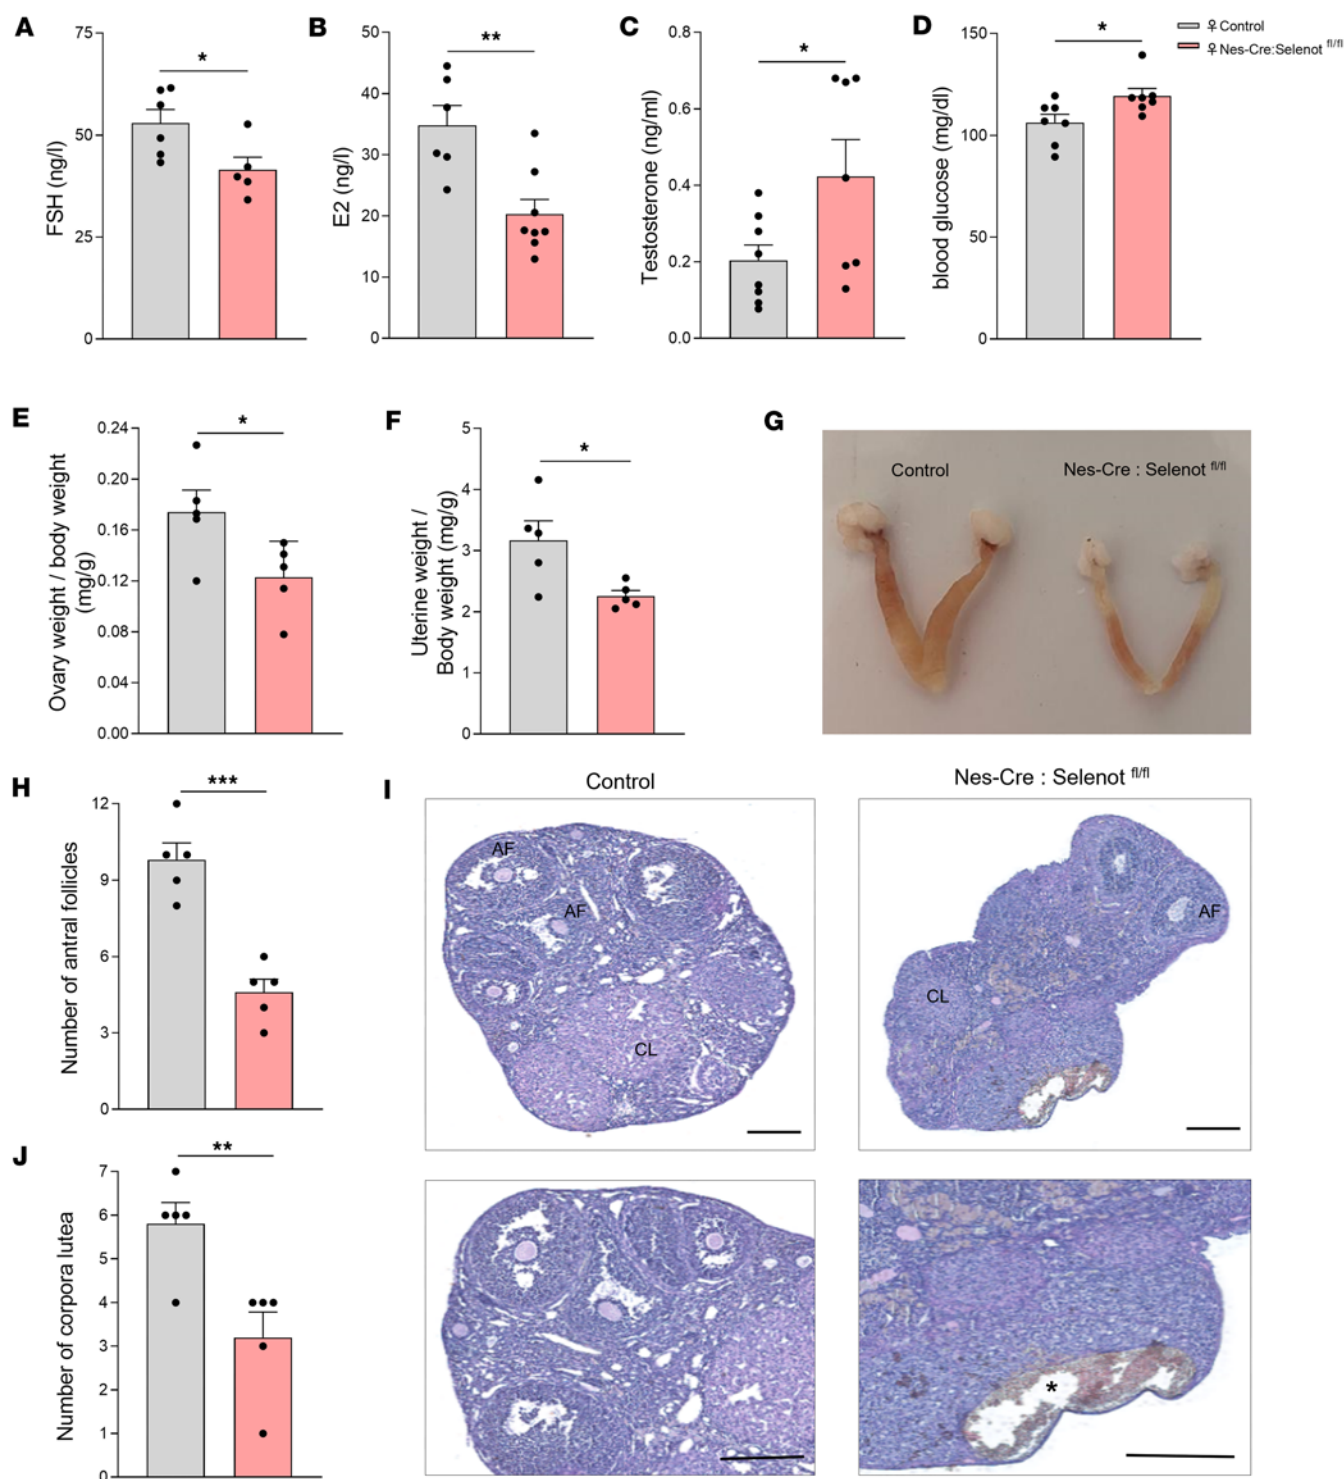 A
FSH (ng/l)
75
50
25
0
*
B
E2 (ng/l)
50
40
30
20
10
0
**
C
Testosterone (ng/ml)
0.8
0.6
0.4
0.2
0.0
*
D
blood glucose (mg/dl)
150
100
50
0
*
♀ Control
♀ Nes-Cre:Selenot fl/fl
E
Ovary weight / body weight
(mg/g)
0.24
0.20
0.16
0.12
0.08
0.04
0.00
*
F
Uterine weight /
Body weight (mg/g)
5
4
3
2
1
0
*
G
Control
Nes-Cre : Selenot fl/fl
H
Number of antral follicles
12
9
6
3
0
***
I
Control
Nes-Cre : Selenot fl/fl
AF
AF
CL
AF
CL
*
J
Number of corpora lutea
7
6
5
4
3
2
1
0
**